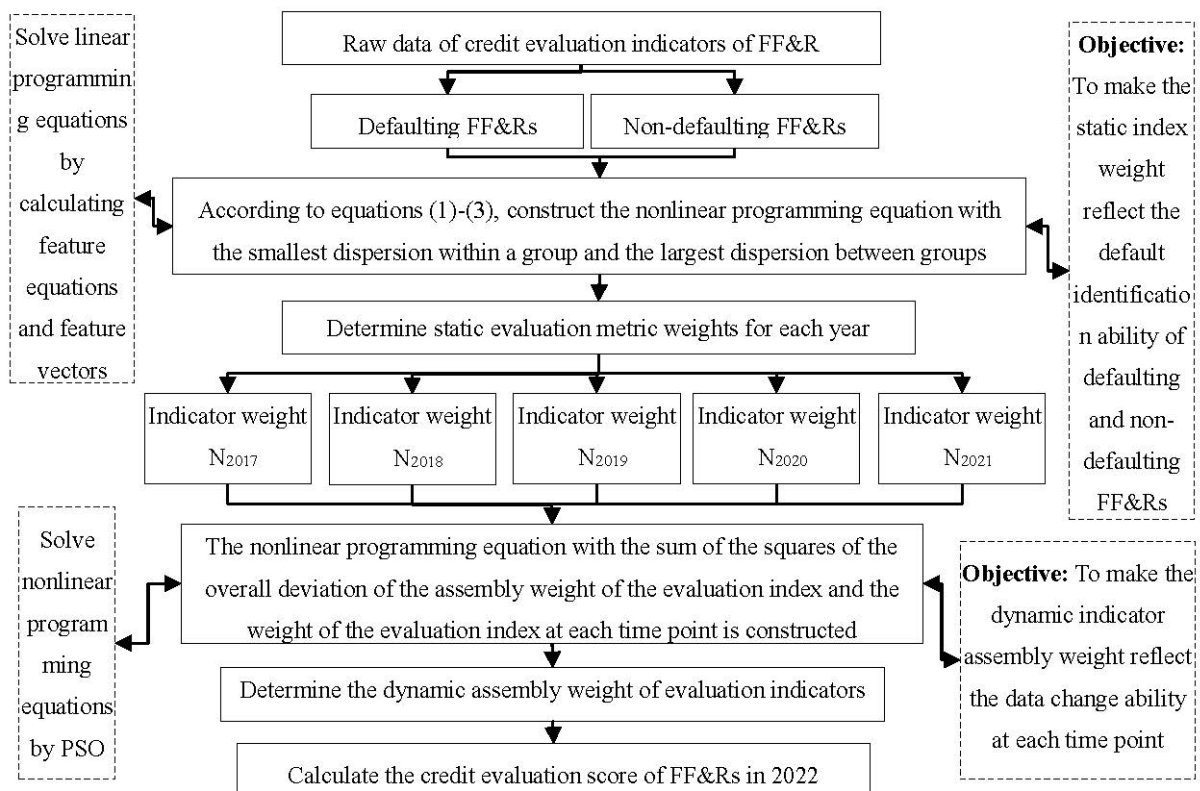 Raw data of credit evaluation indicators of FF&R
Defaulting FF&Rs
Non-defaulting FF&Rs
Solve linear
programmin
g equations
by
calculating
feature
equations
and feature
vectors
According to equations (1)-(3), construct the nonlinear programming equation with
the smallest dispersion within a group and the largest dispersion between groups
Objective:
To make the
static index
weight
reflect the
default
identificatio
n ability of
defaulting
and non-
defaulting
FF&Rs
Determine static evaluation metric weights for each year
Indicator weight
N2017
Indicator weight
N2018
Indicator weight
N2019
Indicator weight
N2020
Indicator weight
N2021
Solve
nonlinear
program
ming
equations
by PSO
The nonlinear programming equation with the sum of the squares of the
overall deviation of the assembly weight of the evaluation index and the
weight of the evaluation index at each time point is constructed
Objective: To make the
dynamic indicator
assembly weight reflect
the data change ability
at each time point
Determine the dynamic assembly weight of evaluation indicators
Calculate the credit evaluation score of FF&Rs in 2022